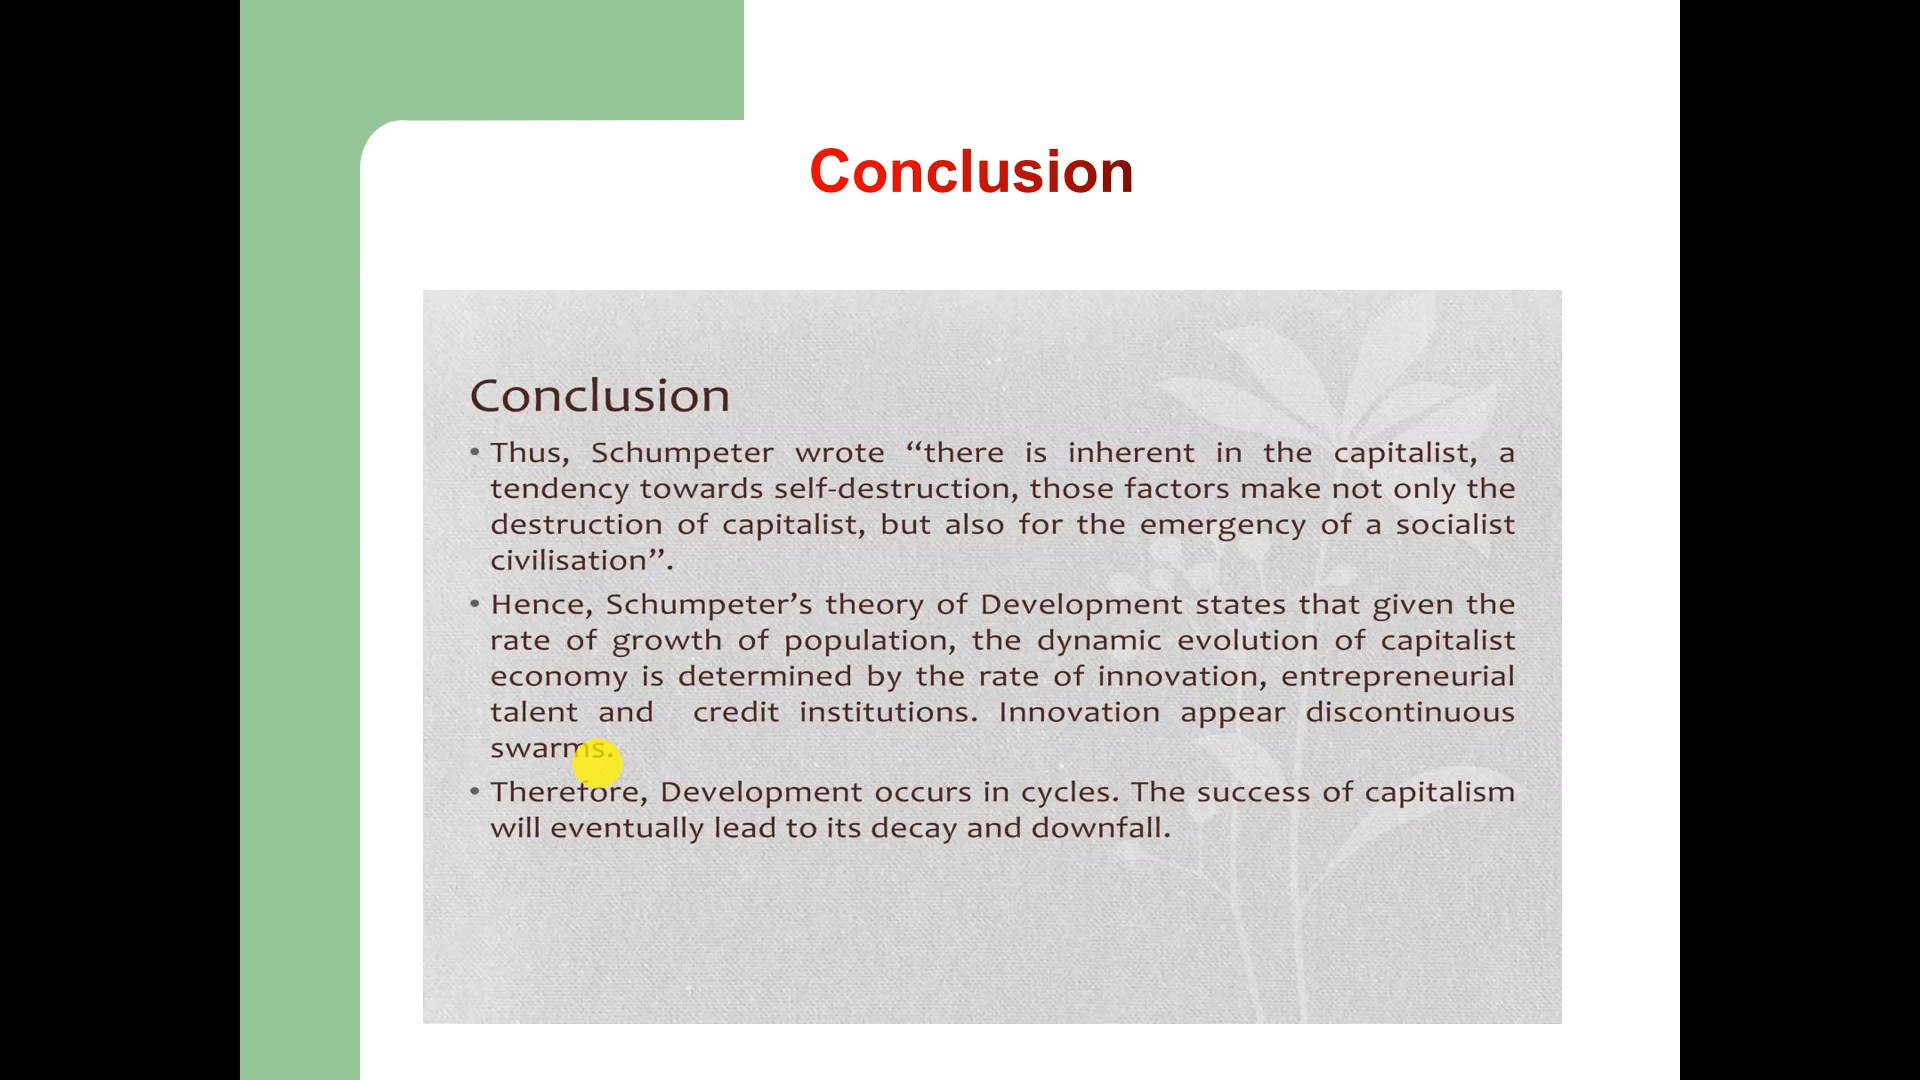 Conclusion
Conclusion
• Thus, Schumpeter wrote “there is inherent in the capitalist, a
tendency towards self-destruction, those factors make not only the
destruction of capitalist, but also for the emergency of a socialist
civilisation”.
• Hence, Schumpeter’s theory of Development states that given the
rate of growth of population, the dynamic evolution of capitalist
economy is determined by the rate of innovation, entrepreneurial
talent and credit institutions. Innovation appear discontinuous
swarms.
• Therefore, Development occurs in cycles. The success of capitalism
will eventually lead to its decay and downfall.